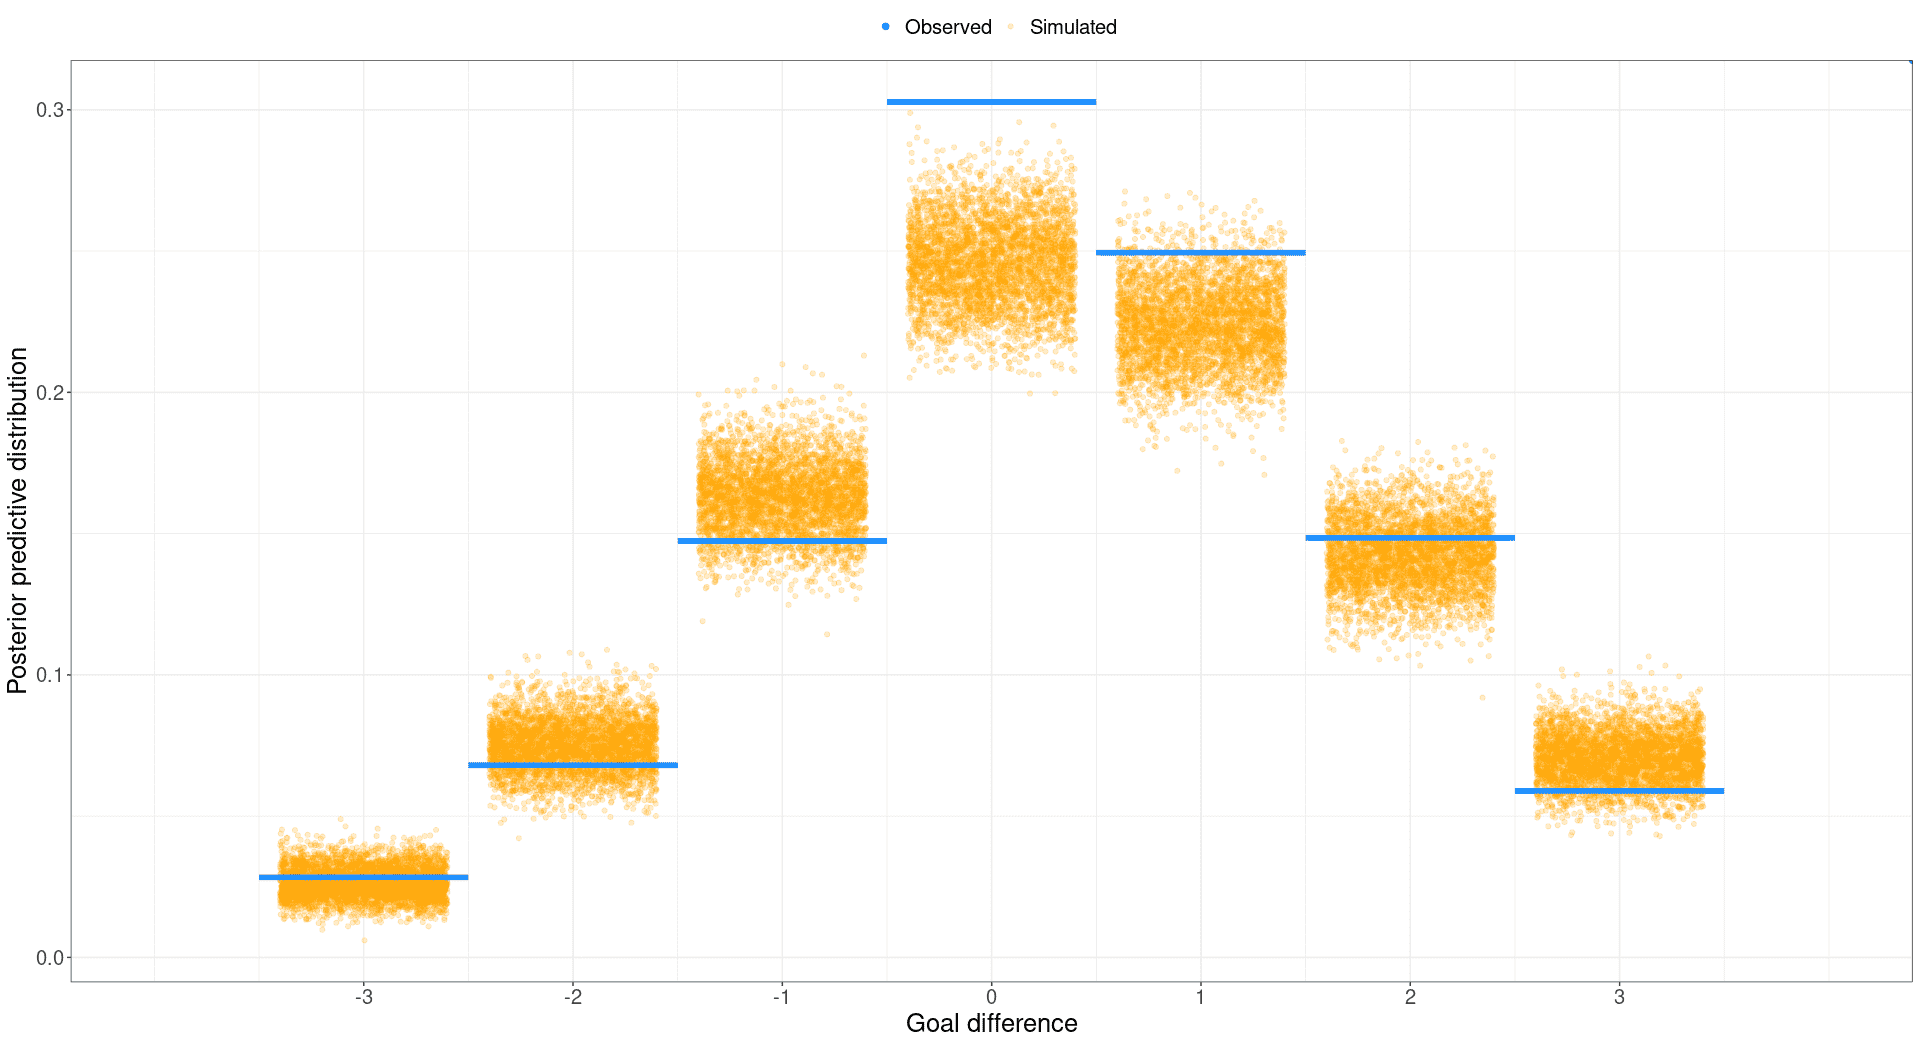 Observed Simulated
0.3
0.2
0.1
0.0
Posterior predictive distribution
-3 -2 -1 0 1 2 3
Goal difference